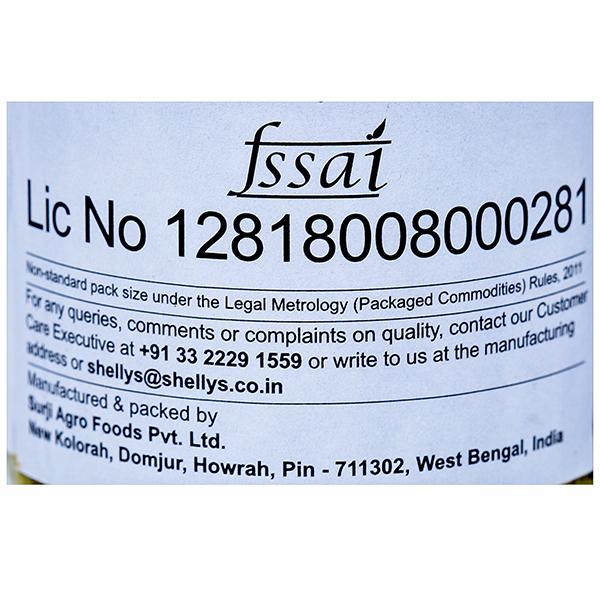 fssai
Lic No 12818008000281
Non-standard pack size under the Legal Metrology (Packaged Commodities) Rules, 2011
For any queries, comments or complaints on quality, contact our Customer
Care Executive at +91 33 2229 1559 or write to us at the manufacturing
address or shellys@shellys.co.in
Manufactured & packed by
Surji Agro Foods Pvt. Ltd.
New Kolorah, Domjur, Howrah, Pin - 711302, West Bengal, India